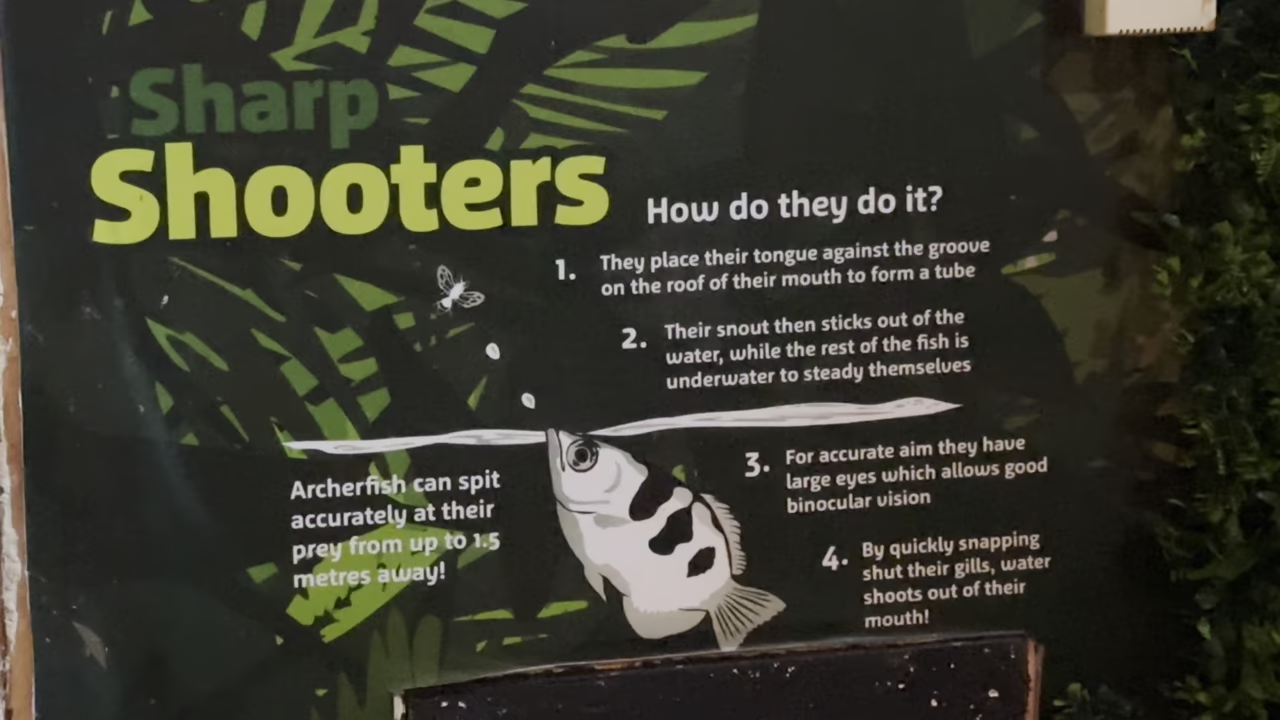 Sharp
Shooters
How do they do it?
1. They place their tongue against the groove
on the roof of their mouth to form a tube
2. Their snout then sticks out of the
water, while the rest of the fish is
underwater to steady themselves
3. For accurate aim they have
large eyes which allows good
binocular vision
4. By quickly snapping
shut their gills, water
shoots out of their
mouth!
Archerfish can spit
accurately at their
prey from up to 1.5
metres away!